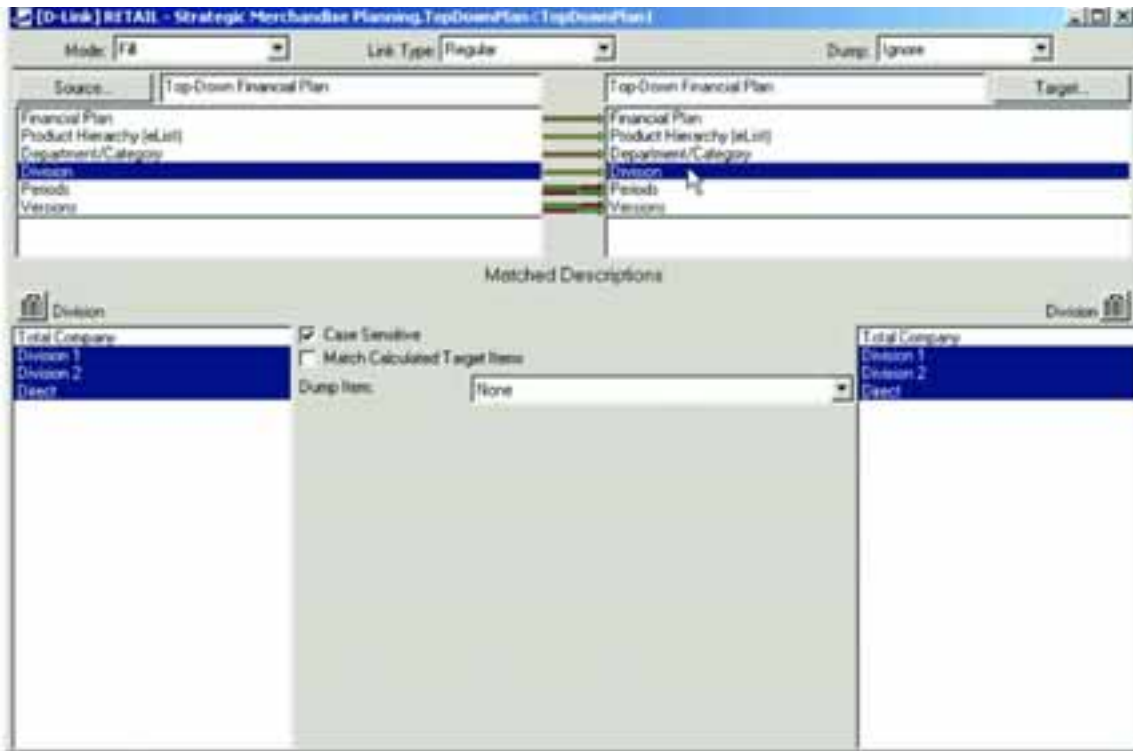 [D-Link] RETAIL - Strategic Merchandise Planning.TopDownPlan <TopDownPlan>
Mode: Fill Link Type: Regular Dump: Ignore
Source... Top-Down Financial Plan Top-Down Financial Plan Target...
Financial Plan Financial Plan
Product Hierarchy (eList) Product Hierarchy (eList)
Department/Category Department/Category
Division Division
Periods Periods
Versions Versions
Matched Descriptions
Division Division
Total Company Case Sensitive Total Company
Division 1 Match Calculated Target Items Division 1
Division 2 Dump Item: None Division 2
Direct Direct